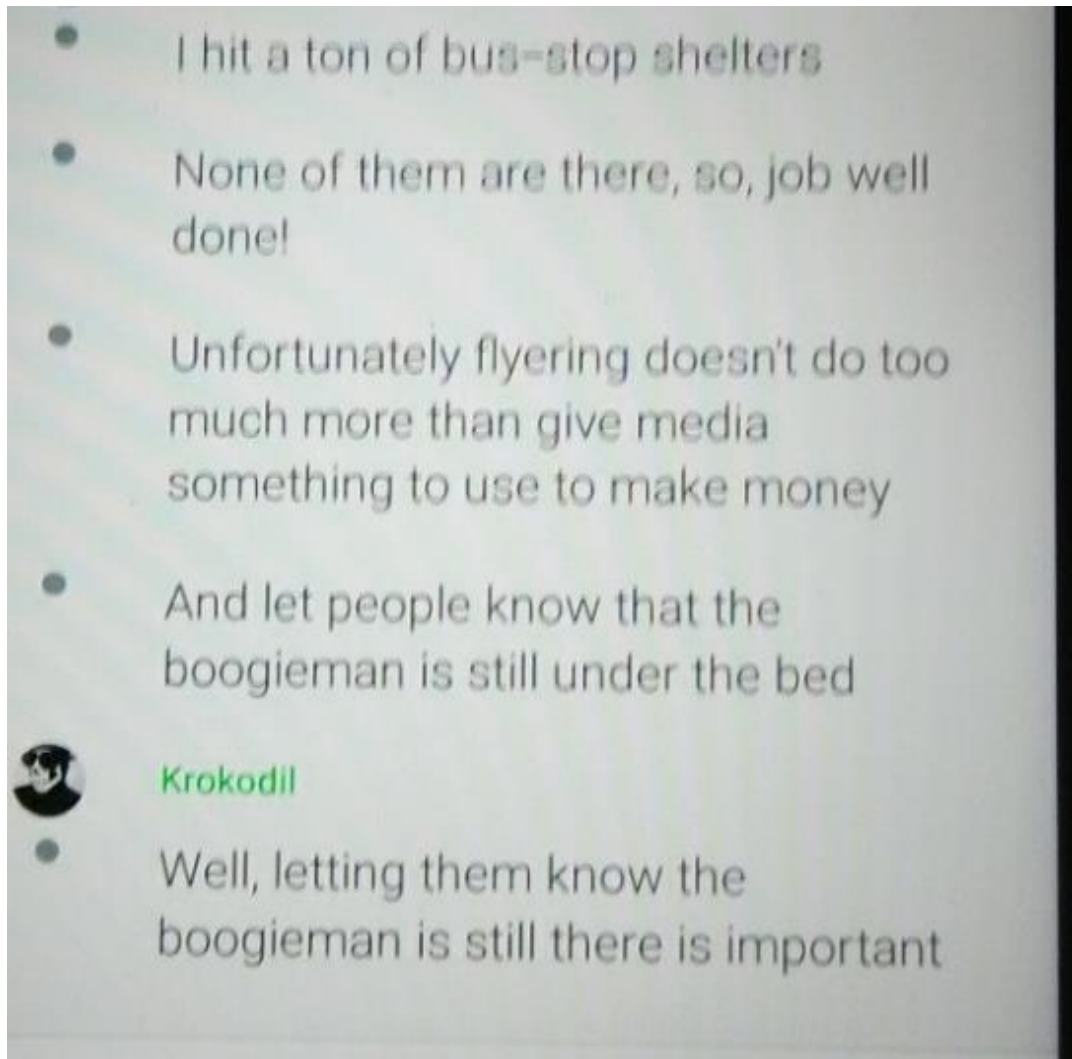 I hit a ton of bus-stop shelters
None of them are there, so, job well
done!
Unfortunately flyering doesn't do too
much more than give media
something to use to make money
And let people know that the
boogieman is still under the bed
Krokodil
Well, letting them know the
boogieman is still there is important